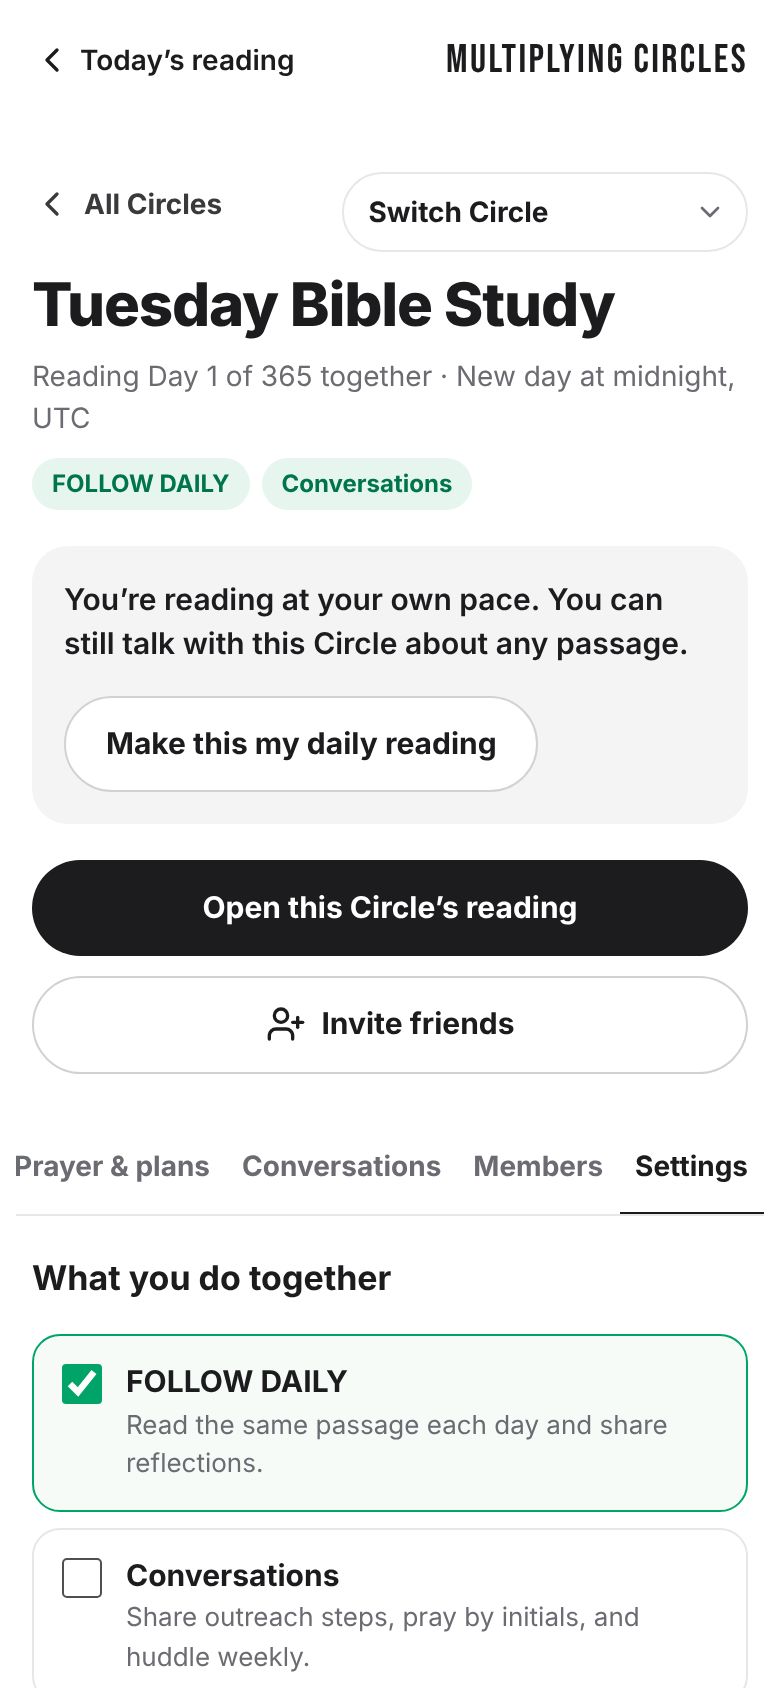 Today’s reading
MULTIPLYING CIRCLES
All Circles
Switch Circle
Tuesday Bible Study
Reading Day 1 of 365 together · New day at midnight,
UTC
FOLLOW DAILY
Conversations
You’re reading at your own pace. You can
still talk with this Circle about any passage.
Make this my daily reading
Open this Circle’s reading
Invite friends
Prayer & plans
Conversations
Members
Settings
What you do together
FOLLOW DAILY
Read the same passage each day and share
reflections.
Conversations
Share outreach steps, pray by initials, and
huddle weekly.